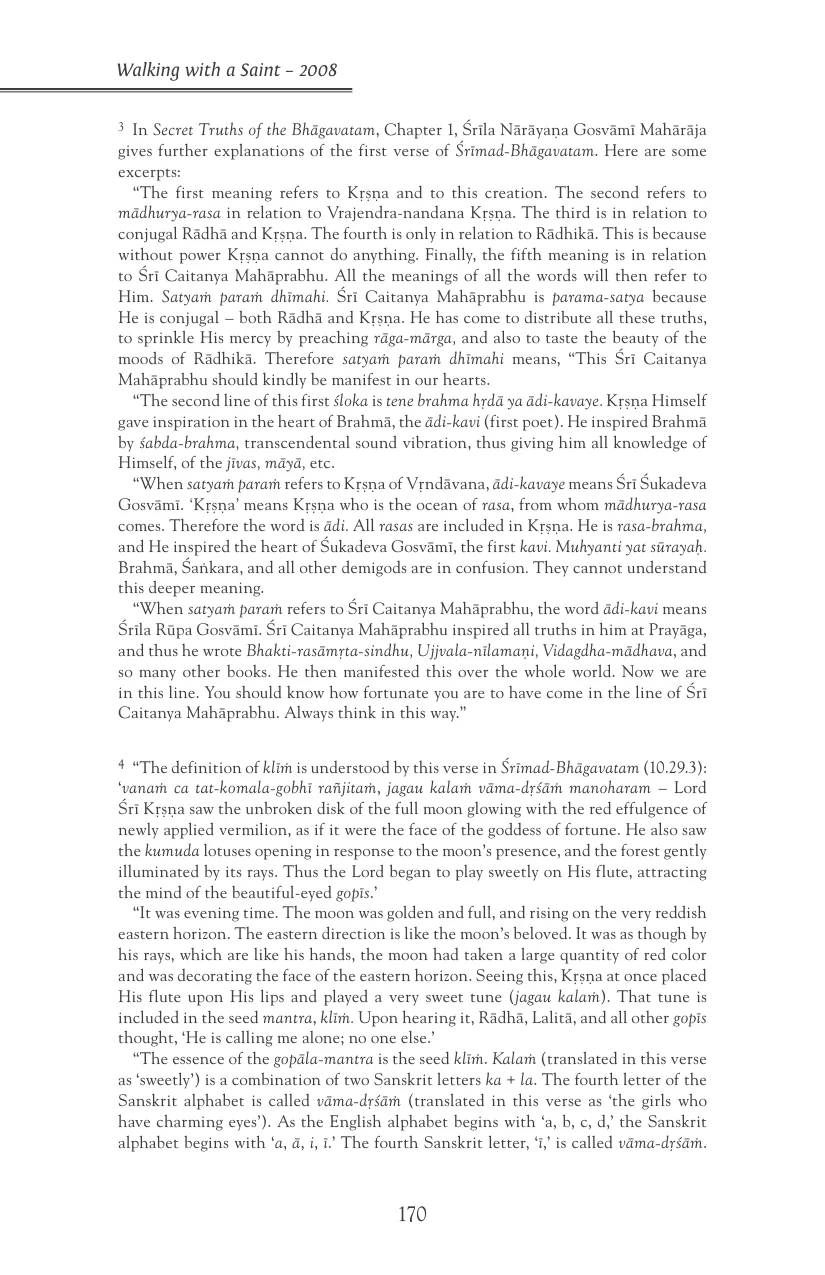 Walking with a Saint – 2008
3 In Secret Truths of the Bhāgavatam, Chapter 1, Śrīla Nārāyaṇa Gosvāmī Mahārāja
gives further explanations of the first verse of Śrīmad-Bhāgavatam. Here are some
excerpts:
“The first meaning refers to Kṛṣṇa and to this creation. The second refers to
mādhurya-rasa in relation to Vrajendra-nandana Kṛṣṇa. The third is in relation to
conjugal Rādhā and Kṛṣṇa. The fourth is only in relation to Rādhikā. This is because
without power Kṛṣṇa cannot do anything. Finally, the fifth meaning is in relation
to Śrī Caitanya Mahāprabhu. All the meanings of all the words will then refer to
Him. Satyaṁ paraṁ dhīmahi. Śrī Caitanya Mahāprabhu is parama-satya because
He is conjugal – both Rādhā and Kṛṣṇa. He has come to distribute all these truths,
to sprinkle His mercy by preaching rāga-mārga, and also to taste the beauty of the
moods of Rādhikā. Therefore satyaṁ paraṁ dhīmahi means, “This Śrī Caitanya
Mahāprabhu should kindly be manifest in our hearts.
“The second line of this first śloka is tene brahma hṛdā ya ādi-kavaye. Kṛṣṇa Himself
gave inspiration in the heart of Brahmā, the ādi-kavi (first poet). He inspired Brahmā
by śabda-brahma, transcendental sound vibration, thus giving him all knowledge of
Himself, of the jīvas, māyā, etc.
“When satyaṁ paraṁ refers to Kṛṣṇa of Vṛndāvana, ādi-kavaye means Śrī Śukadeva
Gosvāmī. ‘Kṛṣṇa’ means Kṛṣṇa who is the ocean of rasa, from whom mādhurya-rasa
comes. Therefore the word is ādi. All rasas are included in Kṛṣṇa. He is rasa-brahma,
and He inspired the heart of Śukadeva Gosvāmī, the first kavi. Muhyanti yat sūrayaḥ.
Brahmā, Śaṅkara, and all other demigods are in confusion. They cannot understand
this deeper meaning.
“When satyaṁ paraṁ refers to Śrī Caitanya Mahāprabhu, the word ādi-kavi means
Śrīla Rūpa Gosvāmī. Śrī Caitanya Mahāprabhu inspired all truths in him at Prayāga,
and thus he wrote Bhakti-rasāmṛta-sindhu, Ujjvala-nīlamaṇi, Vidagdha-mādhava, and
so many other books. He then manifested this over the whole world. Now we are
in this line. You should know how fortunate you are to have come in the line of Śrī
Caitanya Mahāprabhu. Always think in this way.”
4 “The definition of klīṁ is understood by this verse in Śrīmad-Bhāgavatam (10.29.3):
‘vanaṁ ca tat-komala-gobhī rañjitaṁ, jagau kalaṁ vāma-dṛśāṁ manoharam – Lord
Śrī Kṛṣṇa saw the unbroken disk of the full moon glowing with the red effulgence of
newly applied vermilion, as if it were the face of the goddess of fortune. He also saw
the kumuda lotuses opening in response to the moon’s presence, and the forest gently
illuminated by its rays. Thus the Lord began to play sweetly on His flute, attracting
the mind of the beautiful-eyed gopīs.’
“It was evening time. The moon was golden and full, and rising on the very reddish
eastern horizon. The eastern direction is like the moon’s beloved. It was as though by
his rays, which are like his hands, the moon had taken a large quantity of red color
and was decorating the face of the eastern horizon. Seeing this, Kṛṣṇa at once placed
His flute upon His lips and played a very sweet tune (jagau kalaṁ). That tune is
included in the seed mantra, klīṁ. Upon hearing it, Rādhā, Lalitā, and all other gopīs
thought, ‘He is calling me alone; no one else.’
“The essence of the gopāla-mantra is the seed klīṁ. Kalaṁ (translated in this verse
as ‘sweetly’) is a combination of two Sanskrit letters ka + la. The fourth letter of the
Sanskrit alphabet is called vāma-dṛśāṁ (translated in this verse as ‘the girls who
have charming eyes’). As the English alphabet begins with ‘a, b, c, d,’ the Sanskrit
alphabet begins with ‘a, ā, i, ī.’ The fourth Sanskrit letter, ‘ī,’ is called vāma-dṛśāṁ.
170